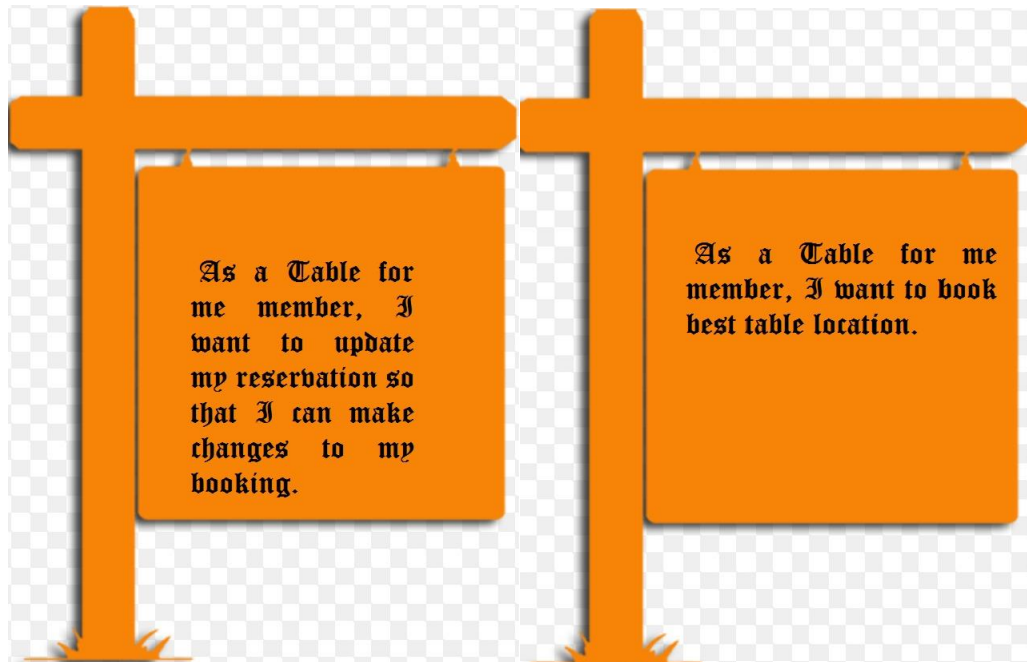 As a Table for
me member, I
want to update
my reservation so
that I can make
changes to my
booking.
As a Table for me
member, I want to book
best table location.